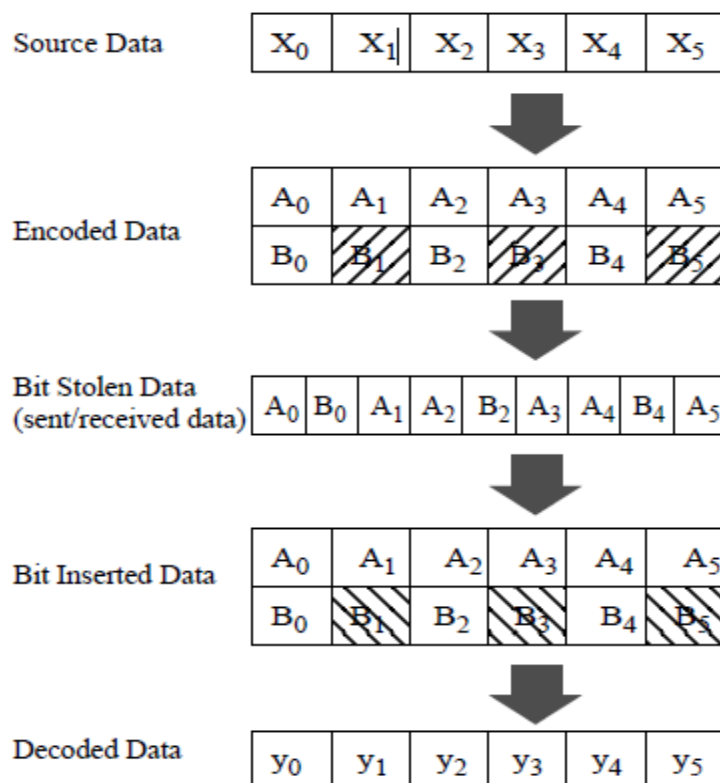 Source Data X₀ X₁ X₂ X₃ X₄ X₅
A₀ A₁ A₂ A₃ A₄ A₅
Encoded Data
B₀ B₁ B₂ B₃ B₄ B₅
Bit Stolen Data
(sent/received data) A₀ B₀ A₁ A₂ B₂ A₃ A₄ B₄ A₅
A₀ A₁ A₂ A₃ A₄ A₅
Bit Inserted Data
B₀ B₁ B₂ B₃ B₄ B₅
Decoded Data y₀ y₁ y₂ y₃ y₄ y₅